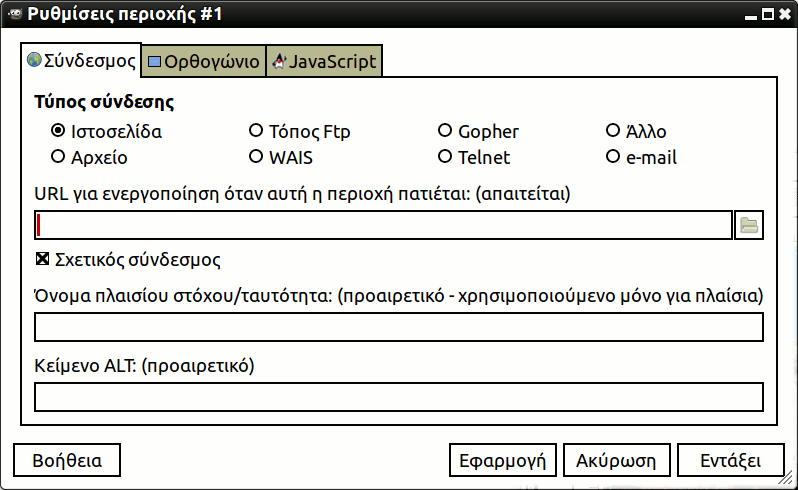 Ρυθμίσεις περιοχής #1
Σύνδεσμος Ορθογώνιο JavaScript
Τύπος σύνδεσης
Ιστοσελίδα Τόπος Ftp Gopher Άλλο
Αρχείο WAIS Telnet e-mail
URL για ενεργοποίηση όταν αυτή η περιοχή πατιέται: (απαιτείται)
Σχετικός σύνδεσμος
Όνομα πλαισίου στόχου/ταυτότητα: (προαιρετικό - χρησιμοποιούμενο μόνο για πλαίσια)
Κείμενο ALT: (προαιρετικό)
Βοήθεια Εφαρμογή Ακύρωση Εντάξει